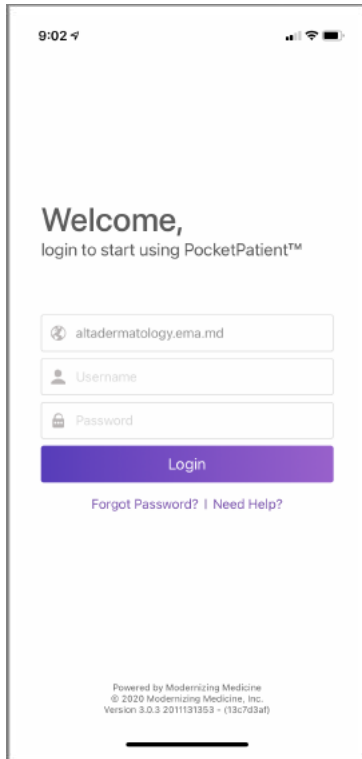 9:02
Welcome,
login to start using PocketPatient™
altadermatology.ema.md
Username
Password
Login
Forgot Password? | Need Help?
Powered by Modernizing Medicine
© 2020 Modernizing Medicine, Inc.
Version 3.0.3 2011131353 - (13c7d3af)